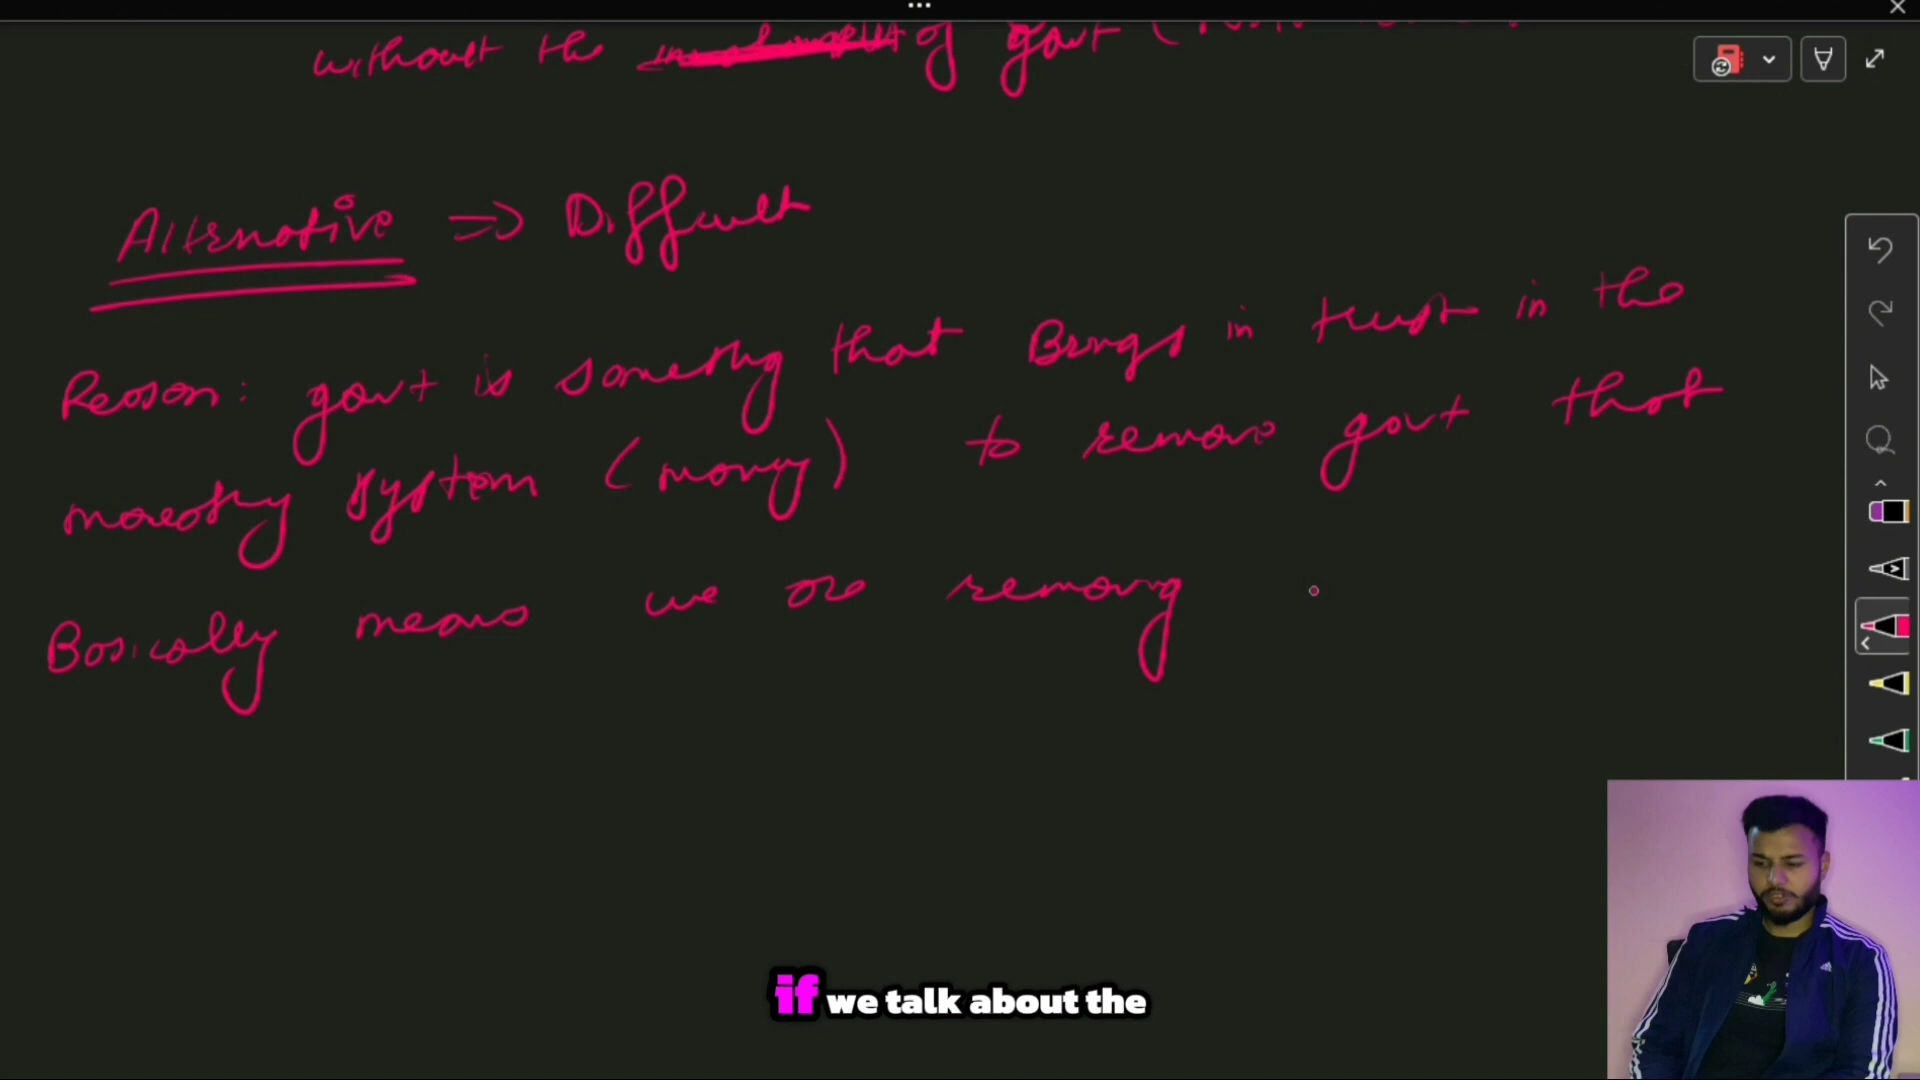 without the of govt (
Alternative => Difficult
Reason: govt is something that Brings in trust in the
monetry system (money) to remove govt that
Basically means we are removing
if we talk about the